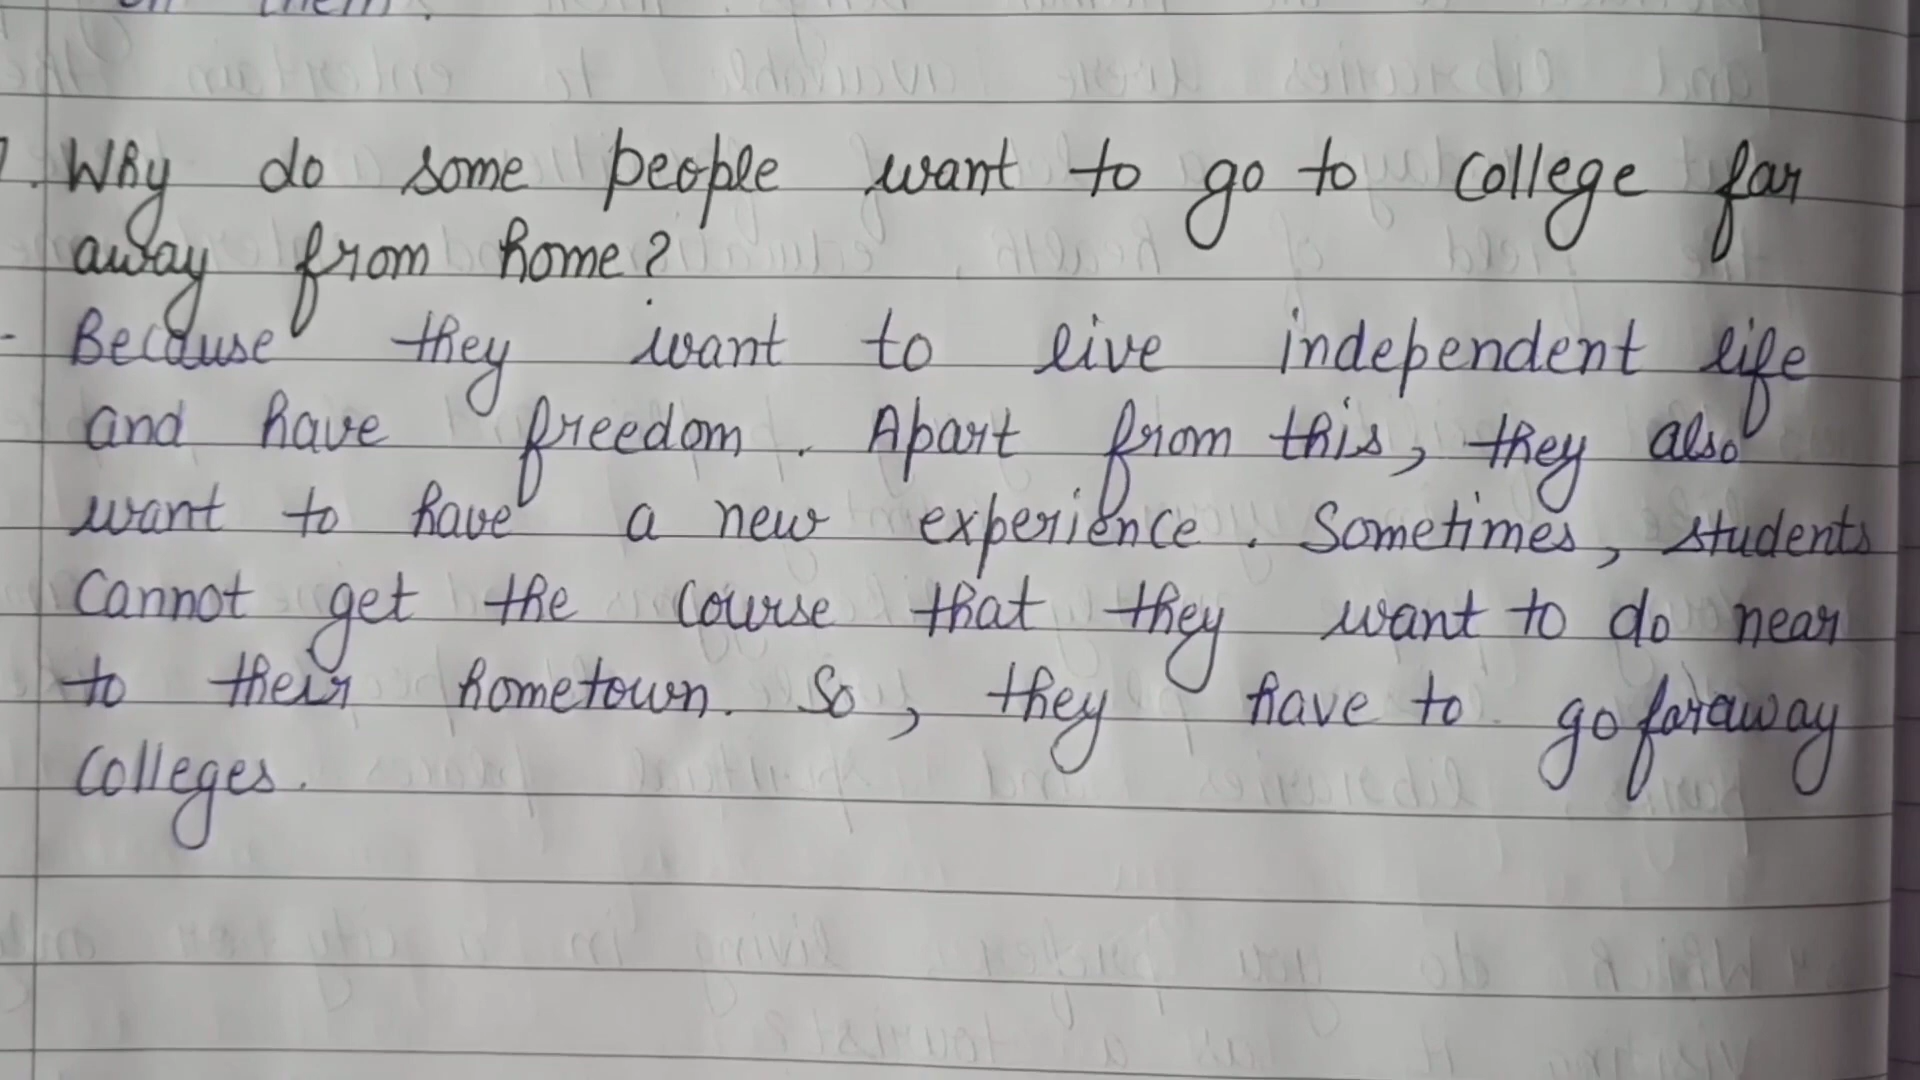 Why do some people want to go to college far
away from home?
- Because they want to live independent life
and have freedom. Apart from this, they also
want to have a new experience. Sometimes, students
cannot get the course that they want to do near
to their hometown. So, they have to go faraway
colleges.